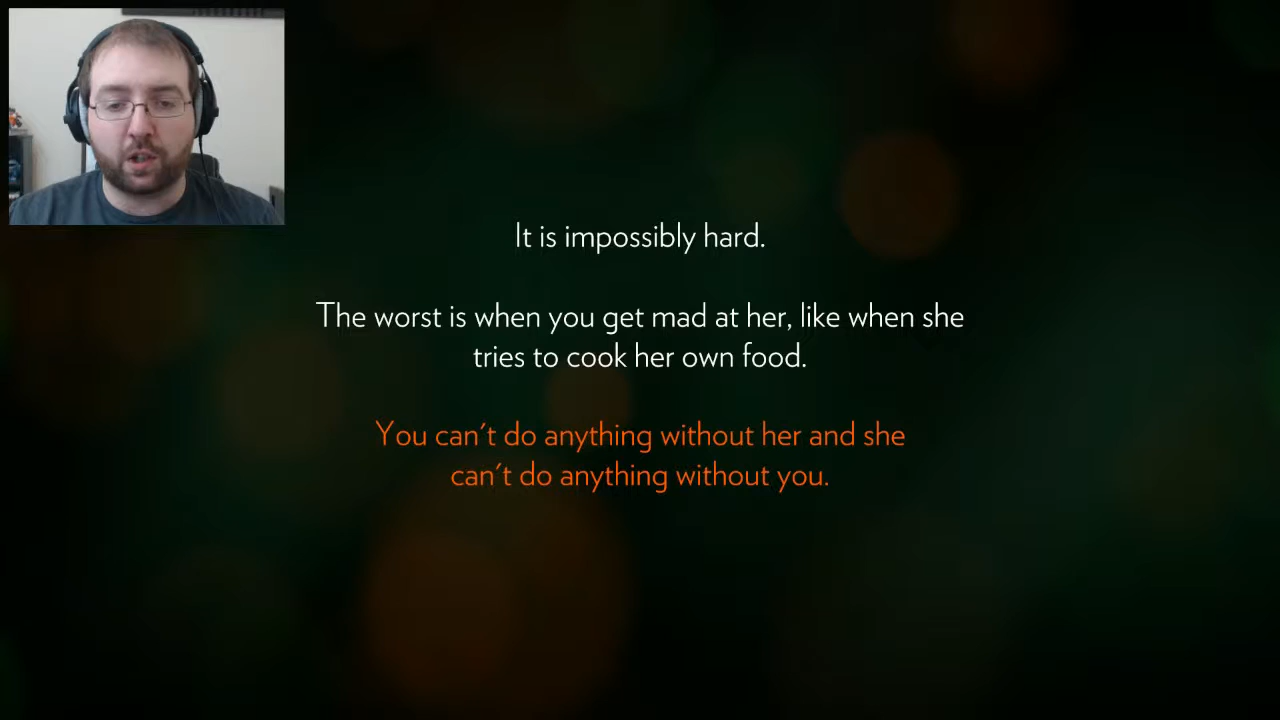 It is impossibly hard.
The worst is when you get mad at her, like when she
tries to cook her own food.
You can't do anything without her and she
can't do anything without you.